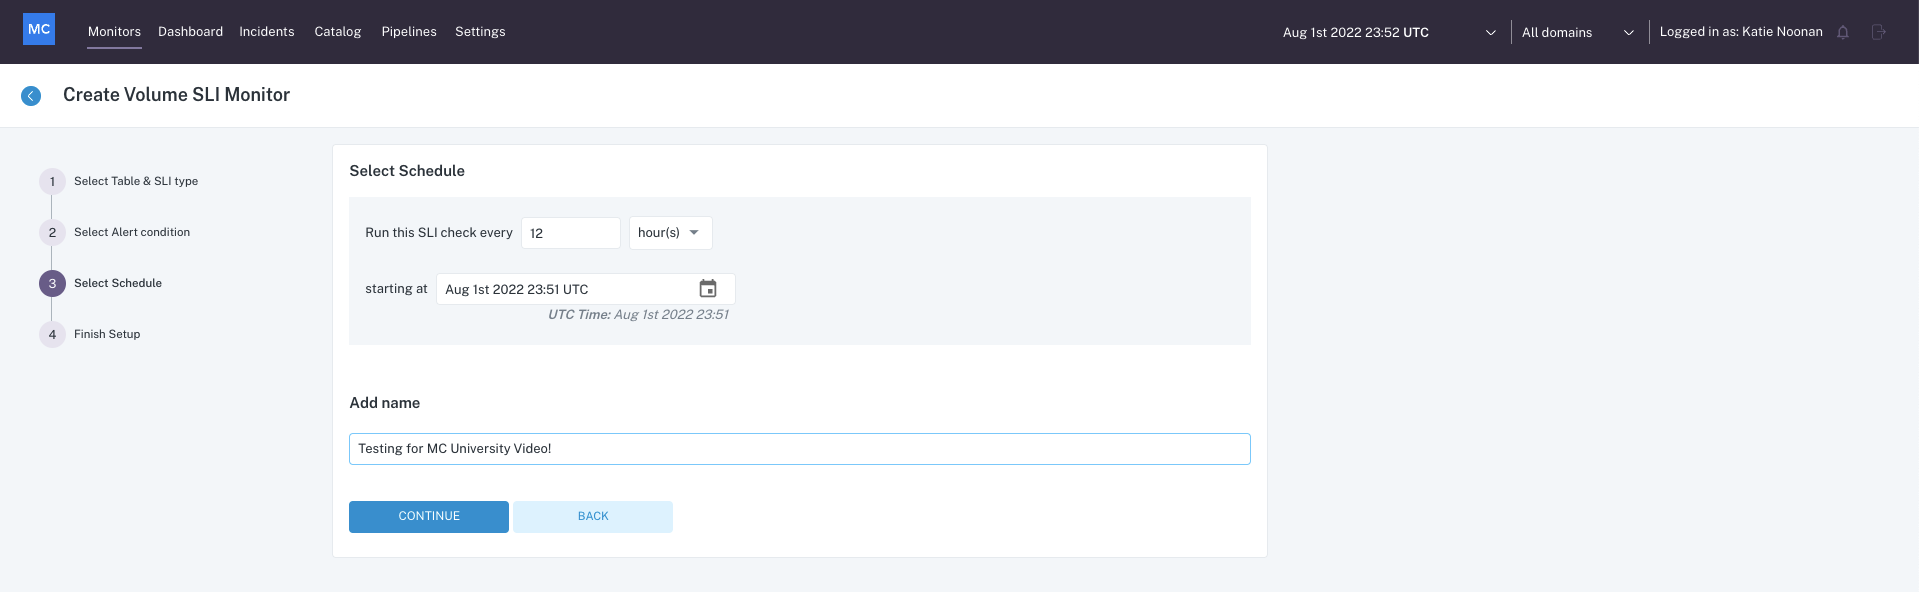 MC Monitors Dashboard Incidents Catalog Pipelines Settings Aug 1st 2022 23:52 UTC All domains Logged in as: Katie Noonan
Create Volume SLI Monitor
1 Select Table & SLI type
2 Select Alert condition
3 Select Schedule
4 Finish Setup
Select Schedule
Run this SLI check every 12 hour(s)
starting at Aug 1st 2022 23:51 UTC
UTC Time: Aug 1st 2022 23:51
Add name
Testing for MC University Video!
CONTINUE BACK